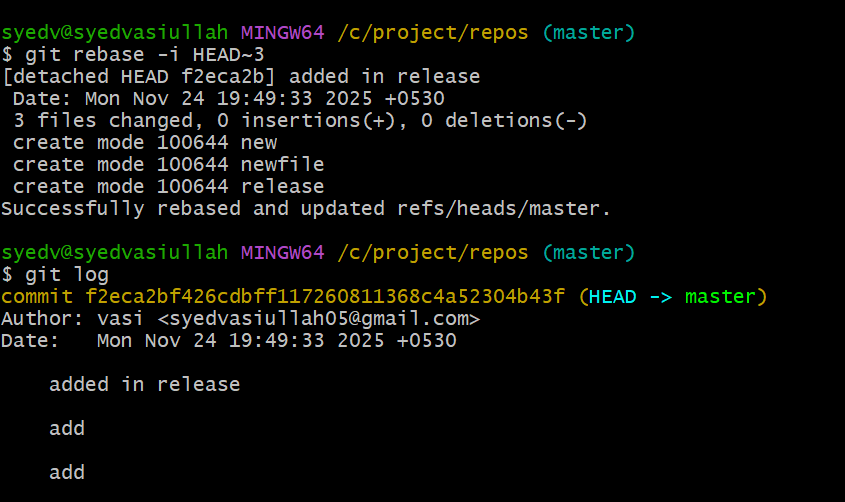 syedv@syedvasiullah MINGW64 /c/project/repos (master)
$ git rebase -i HEAD~3
[detached HEAD f2eca2b] added in release
Date: Mon Nov 24 19:49:33 2025 +0530
3 files changed, 0 insertions(+), 0 deletions(-)
create mode 100644 new
create mode 100644 newfile
create mode 100644 release
Successfully rebased and updated refs/heads/master.
syedv@syedvasiullah MINGW64 /c/project/repos (master)
$ git log
commit f2eca2bf426cdbff117260811368c4a52304b43f (HEAD -> master)
Author: vasi <syedvasiullah05@gmail.com>
Date:   Mon Nov 24 19:49:33 2025 +0530
added in release
add
add